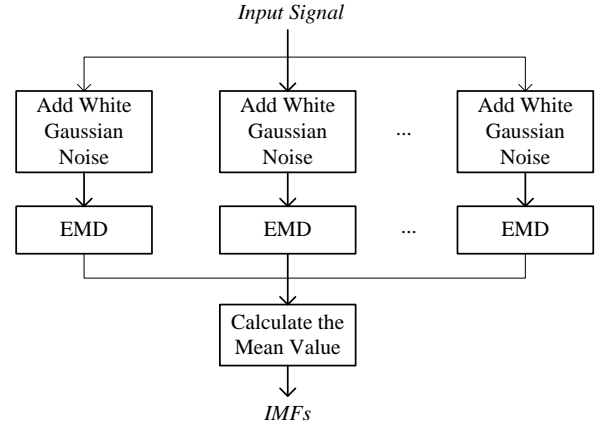 Input Signal
Add White
Gaussian
Noise
Add White
Gaussian
Noise
...
Add White
Gaussian
Noise
EMD
EMD
...
EMD
Calculate the
Mean Value
IMFs